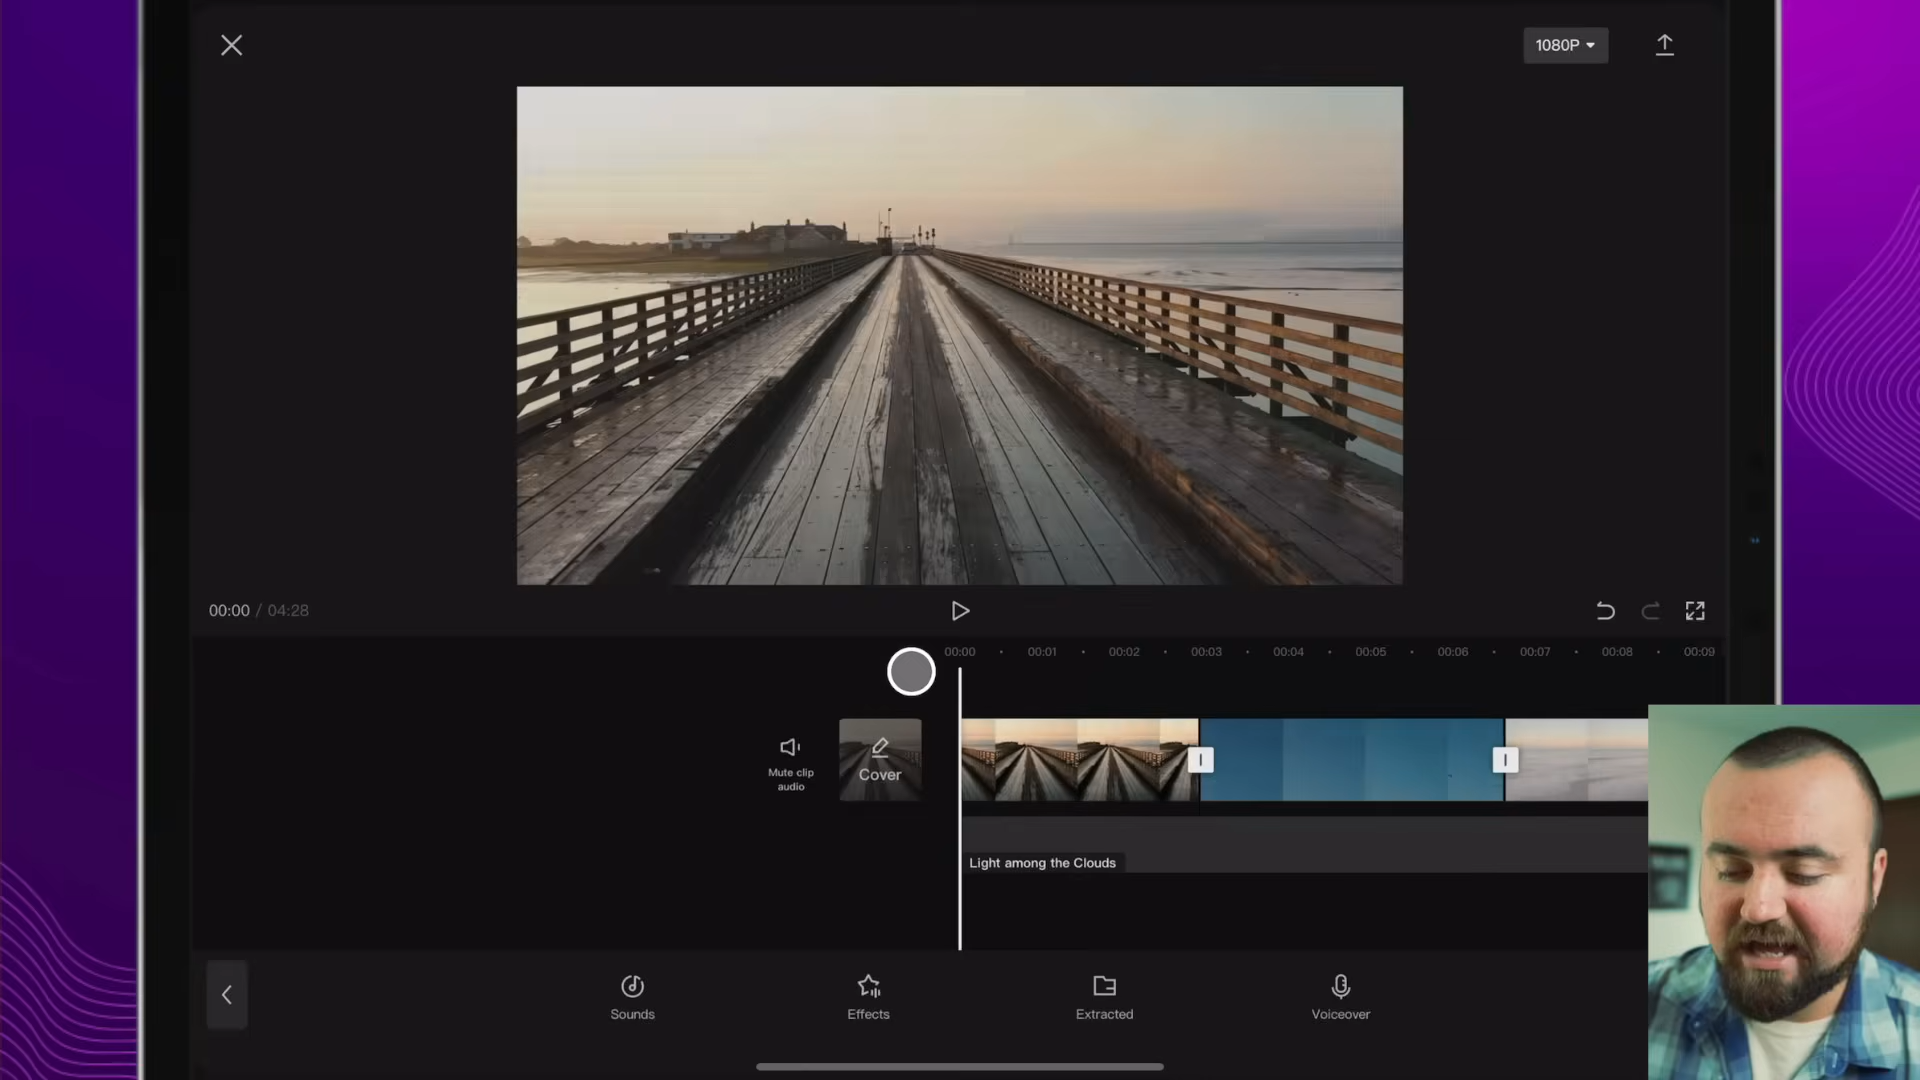 1080P
00:00 / 04:28
00:00 00:01 00:02 00:03 00:04 00:05 00:06 00:07 00:08 00:09
Mute clip
audio
Cover
Light among the Clouds
Sounds Effects Extracted Voiceover